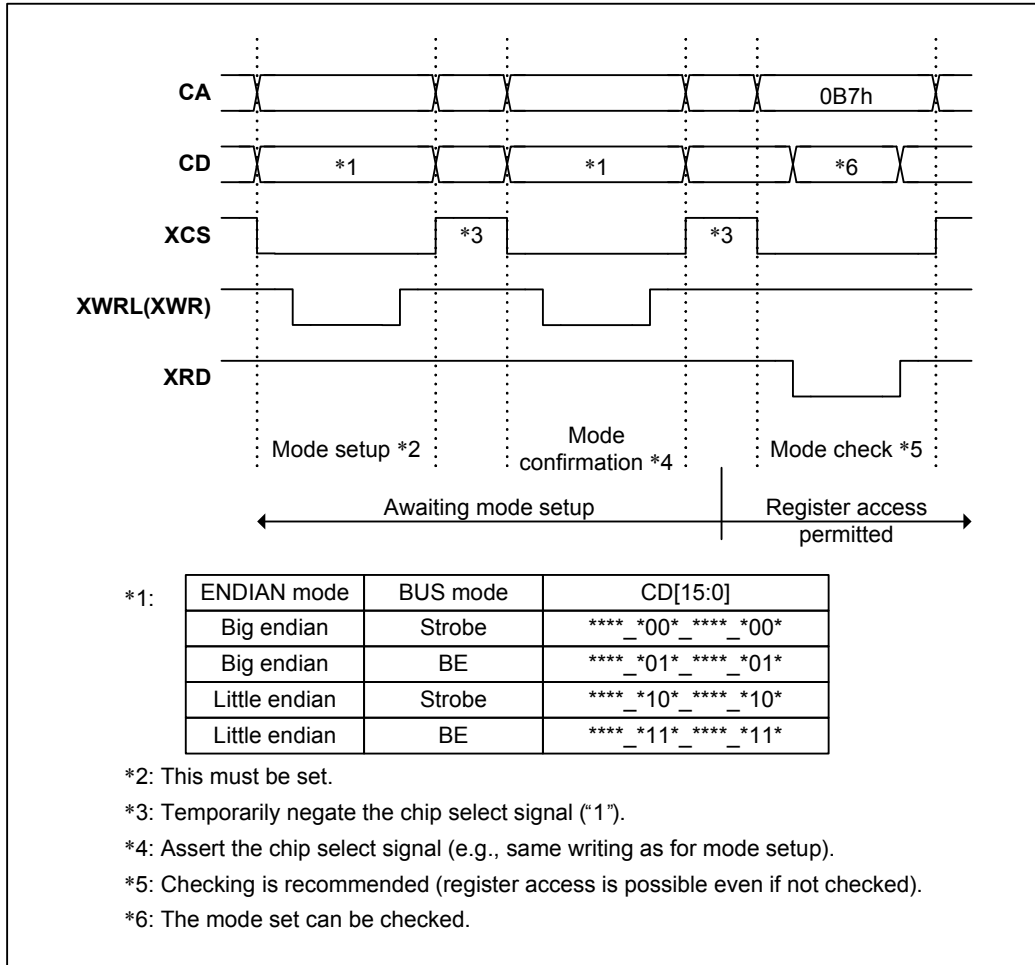 CA
0B7h
CD
*1
*1
*6
XCS
*3
*3
XWRL(XWR)
XRD
Mode setup *2
Mode
confirmation *4
Mode check *5
Awaiting mode setup
Register access
permitted
*1:
ENDIAN mode BUS mode CD[15:0]
Big endian Strobe ****_*00*_****_*00*
Big endian BE ****_*01*_****_*01*
Little endian Strobe ****_*10*_****_*10*
Little endian BE ****_*11*_****_*11*
*2: This must be set.
*3: Temporarily negate the chip select signal (“1”).
*4: Assert the chip select signal (e.g., same writing as for mode setup).
*5: Checking is recommended (register access is possible even if not checked).
*6: The mode set can be checked.